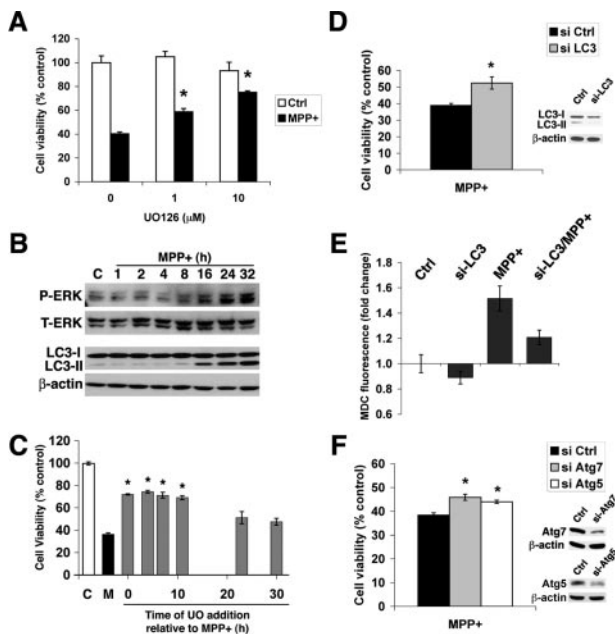 A
Cell viability (% control)
120
100
80
60
40
20
0
*
*
Ctrl
MPP+
0
1
10
UO126 (μM)
B
MPP+ (h)
C 1 2 4 8 16 24 32
P-ERK
T-ERK
LC3-I
LC3-II
β-actin
C
Cell Viability (% control)
120
100
80
60
40
20
0
* * * *
C
M
0
10
20
30
Time of UO addition
relative to MPP+ (h)
D
si Ctrl
si LC3
Cell viability (% control)
80
70
60
50
40
30
20
10
0
*
MPP+
Ctrl
si-LC3
LC3-I
LC3-II
β-actin
E
MDC fluorescence (fold change)
1.8
1.6
1.4
1.2
1.0
0.8
0.6
Ctrl
si-LC3
MPP+
si-LC3/MPP+
F
si Ctrl
si Atg7
si Atg5
Cell viability (% control)
60
50
40
30
20
10
0
*
*
MPP+
Ctrl
si-Atg7
Atg7
β-actin
Ctrl
si-Atg5
Atg5
β-actin